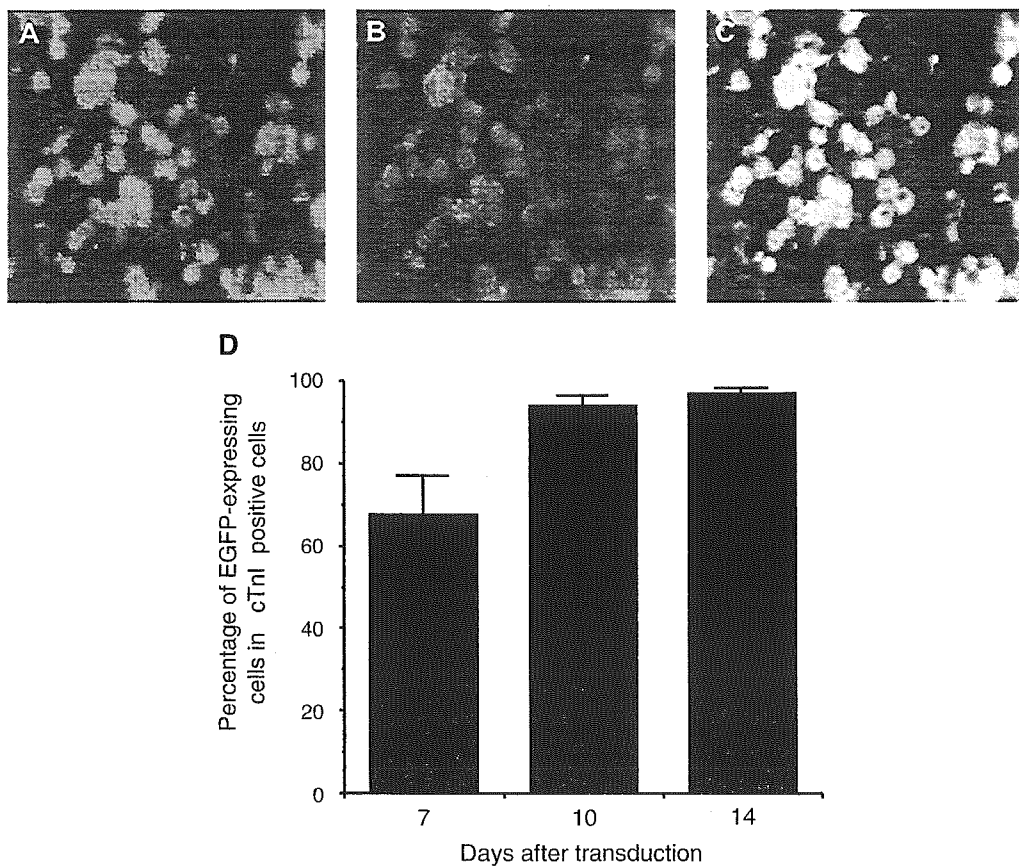 A
B
C
D
Percentage of EGFP-expressing
cells in cTnI positive cells
100
80
60
40
20
0
7
10
14
Days after transduction